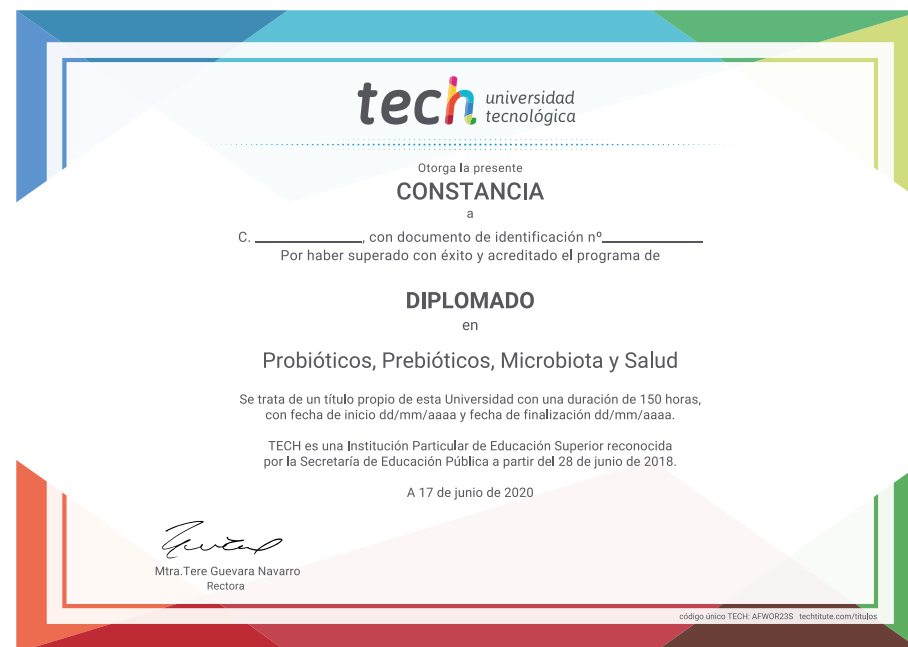 tech universidad
tecnológica
Otorga la presente
CONSTANCIA
a
C. ____________, con documento de identificación nº____________
Por haber superado con éxito y acreditado el programa de
DIPLOMADO
en
Probióticos, Prebióticos, Microbiota y Salud
Se trata de un título propio de esta Universidad con una duración de 150 horas,
con fecha de inicio dd/mm/aaaa y fecha de finalización dd/mm/aaaa.
TECH es una Institución Particular de Educación Superior reconocida
por la Secretaría de Educación Pública a partir del 28 de junio de 2018.
A 17 de junio de 2020
Mtra.Tere Guevara Navarro
Rectora
código único TECH: AFWOR23S techtitute.com/titulos